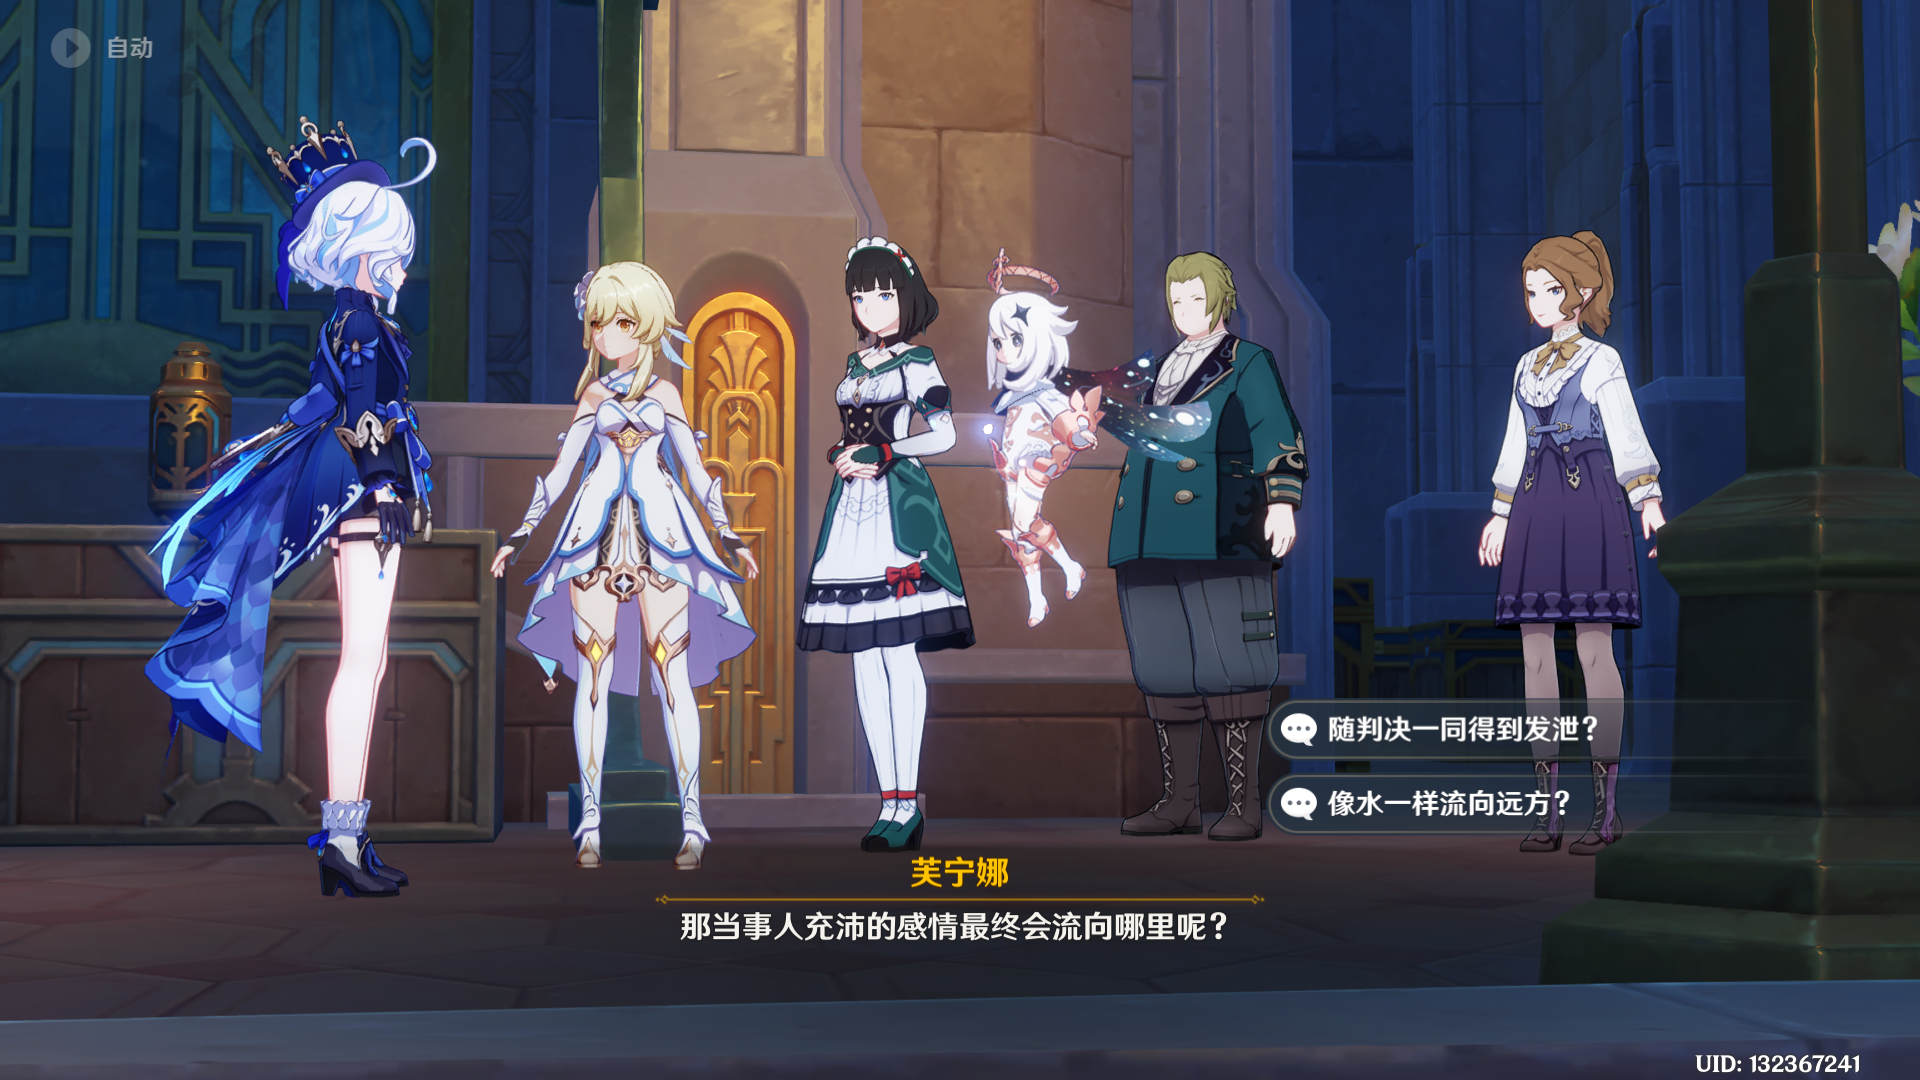 自动
随判决一同得到发泄？
像水一样流向远方？
芙宁娜
那当事人充沛的感情最终会流向哪里呢？
UID: 132367241